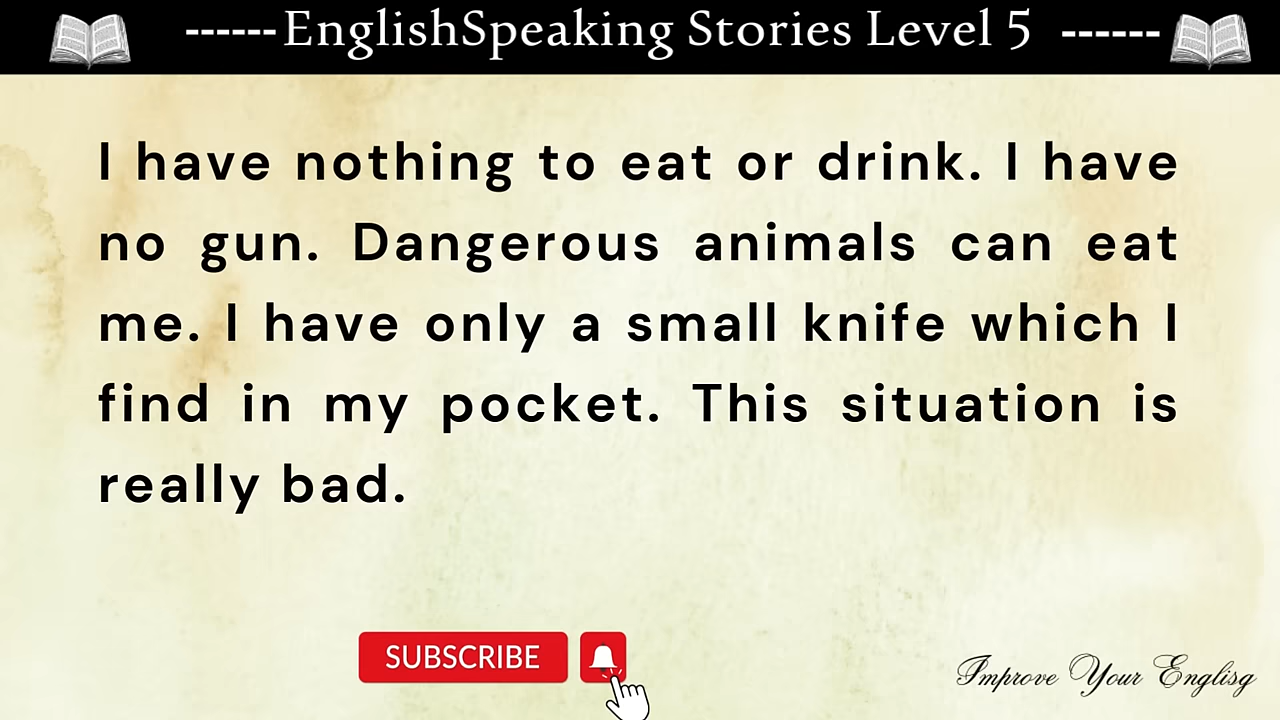 ------EnglishSpeaking Stories Level 5 ------
I have nothing to eat or drink. I have
no gun. Dangerous animals can eat
me. I have only a small knife which I
find in my pocket. This situation is
really bad.
SUBSCRIBE
Improve Your Englisg